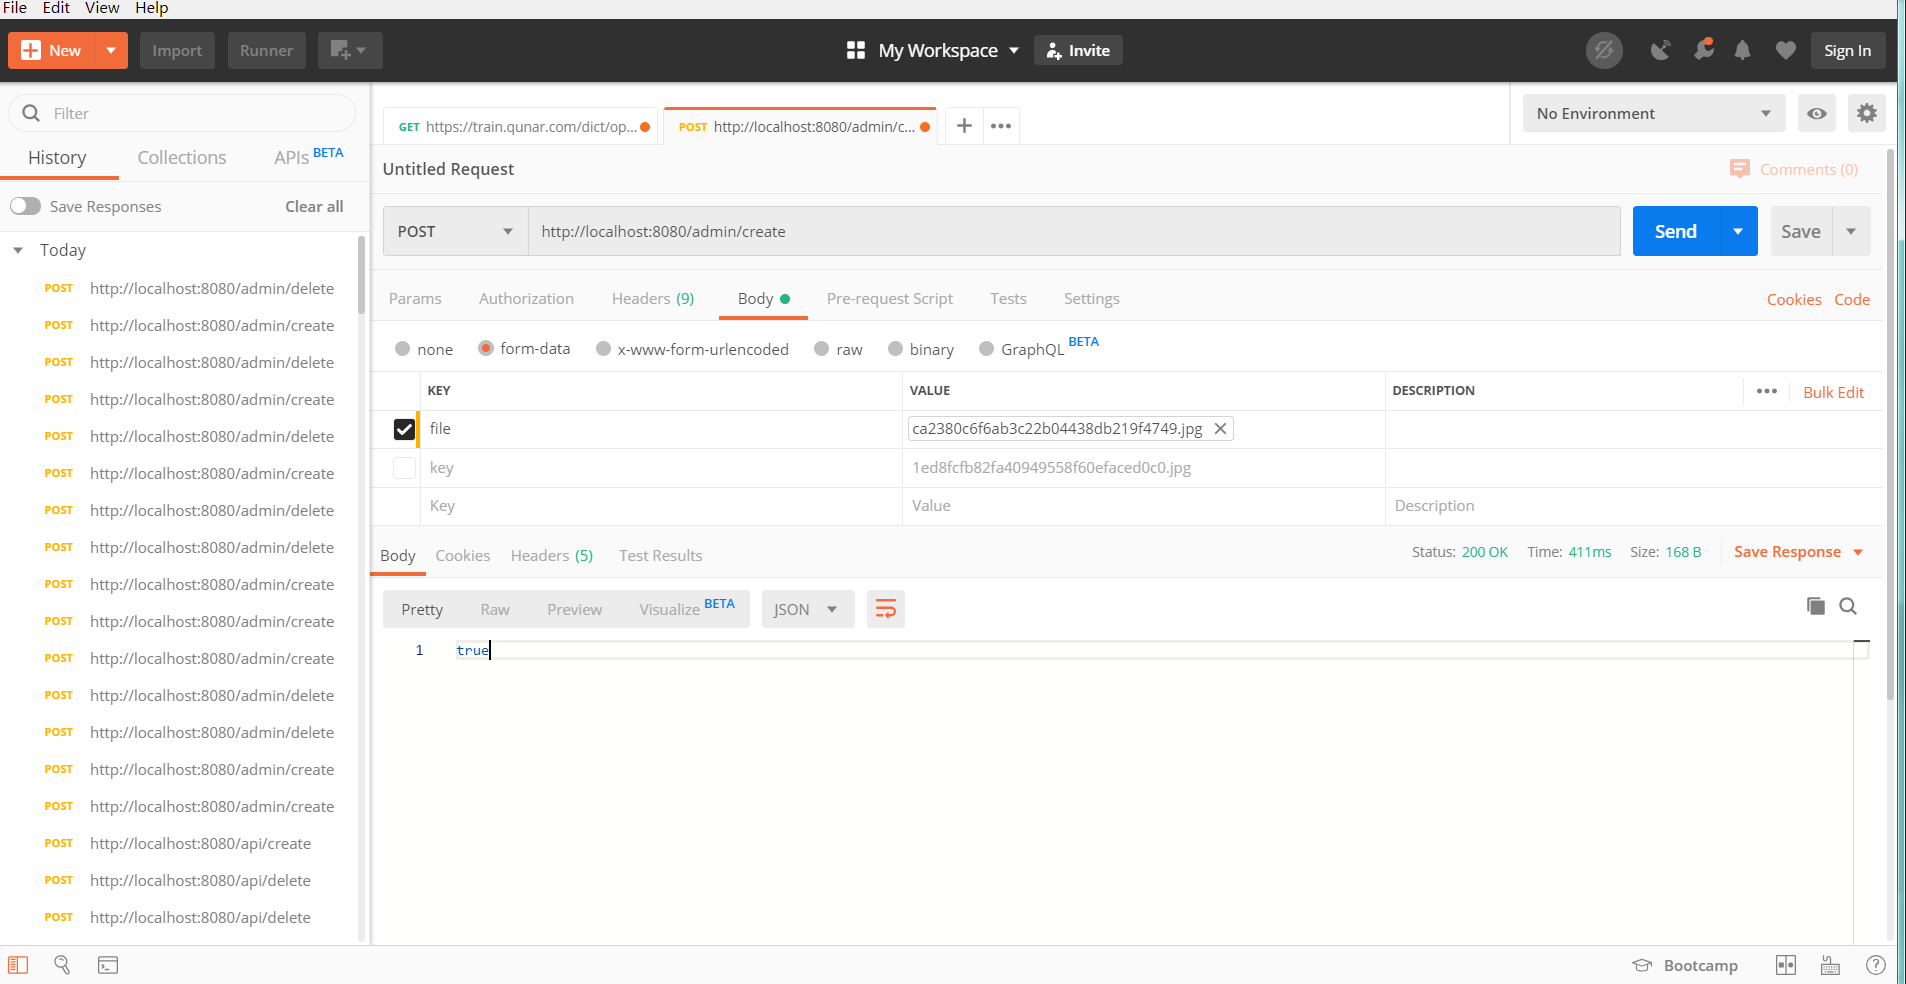 File Edit View Help
New Import Runner My Workspace Invite Sign In
Filter
History Collections APIs BETA
Save Responses Clear all
Today
POST http://localhost:8080/admin/delete
POST http://localhost:8080/admin/create
POST http://localhost:8080/admin/delete
POST http://localhost:8080/admin/create
POST http://localhost:8080/admin/delete
POST http://localhost:8080/admin/create
POST http://localhost:8080/admin/delete
POST http://localhost:8080/admin/delete
POST http://localhost:8080/admin/create
POST http://localhost:8080/admin/create
POST http://localhost:8080/admin/create
POST http://localhost:8080/admin/delete
POST http://localhost:8080/admin/delete
POST http://localhost:8080/admin/create
POST http://localhost:8080/admin/create
POST http://localhost:8080/api/create
POST http://localhost:8080/api/delete
POST http://localhost:8080/api/delete
GET https://train.qunar.com/dict/op... POST http://localhost:8080/admin/c... No Environment
Untitled Request Comments (0)
POST http://localhost:8080/admin/create Send Save
Params Authorization Headers (9) Body Pre-request Script Tests Settings Cookies Code
none form-data x-www-form-urlencoded raw binary GraphQL BETA
KEY VALUE DESCRIPTION Bulk Edit
file ca2380c6f6ab3c22b04438db219f4749.jpg
key 1ed8fcfb82fa40949558f60efaced0c0.jpg
Key Value Description
Body Cookies Headers (5) Test Results Status: 200 OK Time: 411ms Size: 168 B Save Response
Pretty Raw Preview Visualize BETA JSON
1 true
Bootcamp